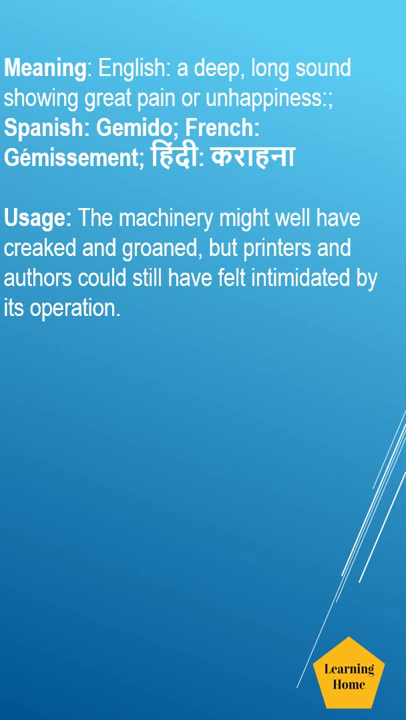 Meaning: English: a deep, long sound
showing great pain or unhappiness:;
Spanish: Gemido; French:
Gémissement; हिंदी: कराहना
Usage: The machinery might well have
creaked and groaned, but printers and
authors could still have felt intimidated by
its operation.
Learning
Home